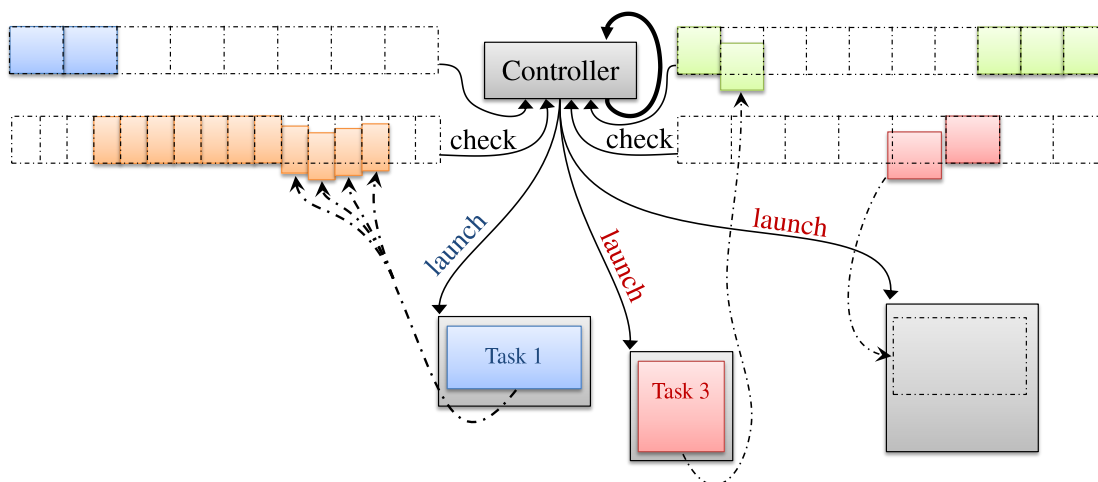 Controller
check
check
launch
launch
launch
Task 1
Task 3